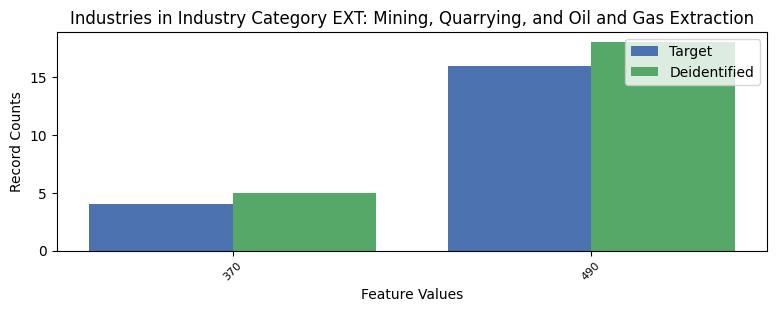 Industries in Industry Category EXT: Mining, Quarrying, and Oil and Gas Extraction
Target
Deidentified
Record Counts
15
10
5
0
370
490
Feature Values